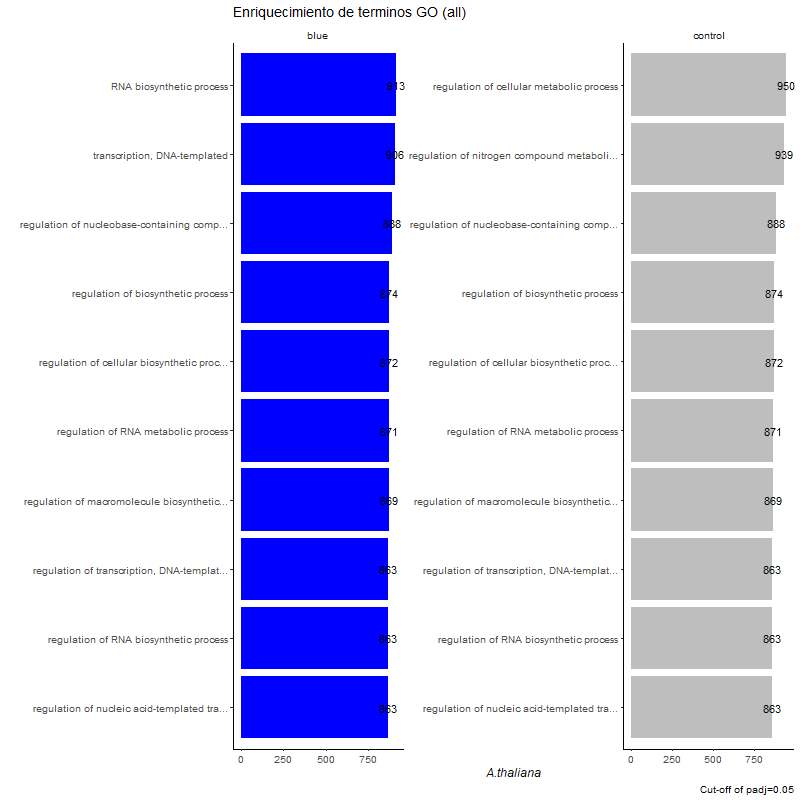 Enriquecimiento de terminos GO (all)
blue
RNA biosynthetic process 913
transcription, DNA-templated 906
regulation of nucleobase-containing comp... 888
regulation of biosynthetic process 874
regulation of cellular biosynthetic proc... 872
regulation of RNA metabolic process 871
regulation of macromolecule biosynthetic... 869
regulation of transcription, DNA-templat... 863
regulation of RNA biosynthetic process 863
regulation of nucleic acid-templated tra... 863
0 250 500 750
control
regulation of cellular metabolic process 950
regulation of nitrogen compound metaboli... 939
regulation of nucleobase-containing comp... 888
regulation of biosynthetic process 874
regulation of cellular biosynthetic proc... 872
regulation of RNA metabolic process 871
regulation of macromolecule biosynthetic... 869
regulation of transcription, DNA-templat... 863
regulation of RNA biosynthetic process 863
regulation of nucleic acid-templated tra... 863
0 250 500 750
A.thaliana
Cut-off of padj=0.05